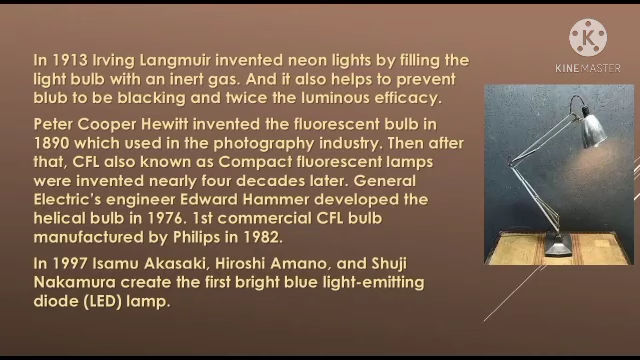 In 1913 Irving Langmuir invented neon lights by filling the
light bulb with an inert gas. And it also helps to prevent
blub to be blacking and twice the luminous efficacy.
Peter Cooper Hewitt invented the fluorescent bulb in
1890 which used in the photography industry. Then after
that, CFL also known as Compact fluorescent lamps
were invented nearly four decades later. General
Electric's engineer Edward Hammer developed the
helical bulb in 1976. 1st commercial CFL bulb
manufactured by Philips in 1982.
In 1997 Isamu Akasaki, Hiroshi Amano, and Shuji
Nakamura create the first bright blue light-emitting
diode (LED) lamp.
K
KINEMASTER